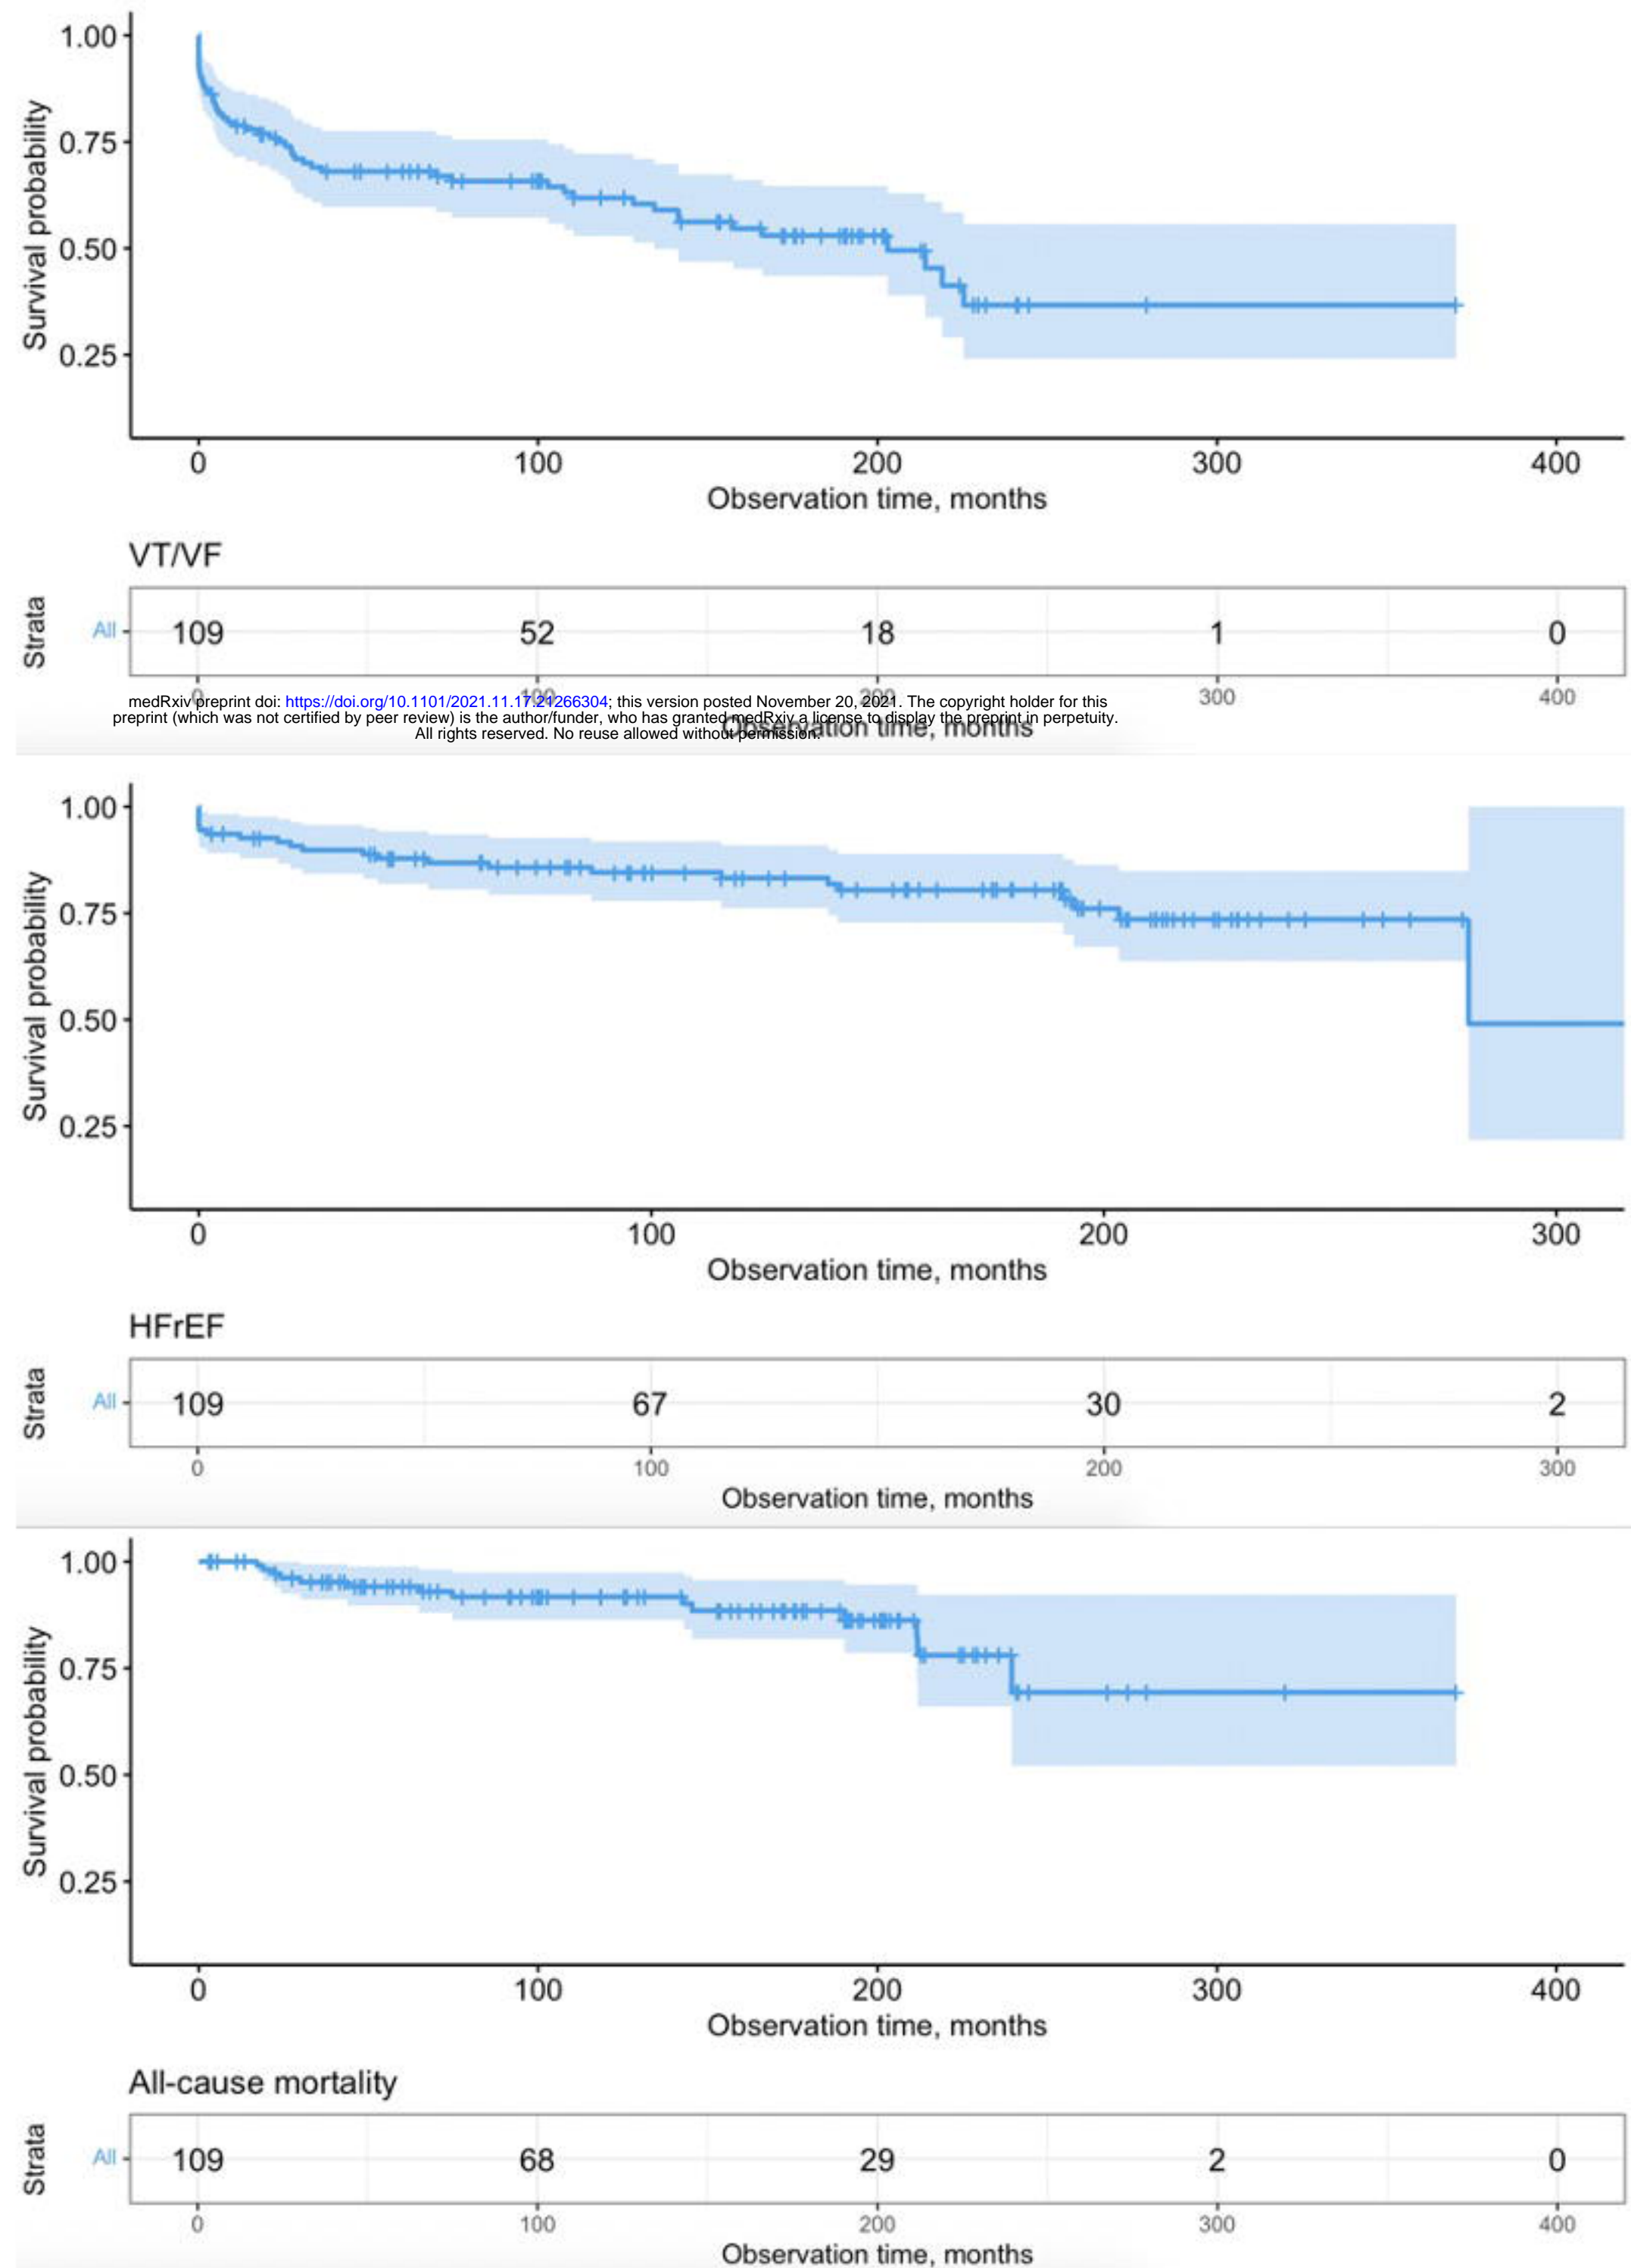 1.00
0.75
0.50
0.25
Survival probability
0 100 200 300 400
Observation time, months
VT/VF
Strata
All 109 52 18 1 0
0 100 200 300 400
medRxiv preprint doi: https://doi.org/10.1101/2021.11.17.21266304; this version posted November 20, 2021. The copyright holder for this
preprint (which was not certified by peer review) is the author/funder, who has granted medRxiv a license to display the preprint in perpetuity.
All rights reserved. No reuse allowed without permission.
Observation time, months
1.00
0.75
0.50
0.25
Survival probability
0 100 200 300
Observation time, months
HFrEF
Strata
All 109 67 30 2
0 100 200 300
Observation time, months
1.00
0.75
0.50
0.25
Survival probability
0 100 200 300 400
Observation time, months
All-cause mortality
Strata
All 109 68 29 2 0
0 100 200 300 400
Observation time, months